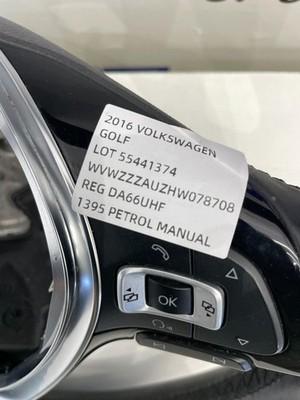 2016 VOLKSWAGEN
GOLF
LOT 55441374
WVWZZZAUZHW078708
REG DA66UHF
1395 PETROL MANUAL
OK